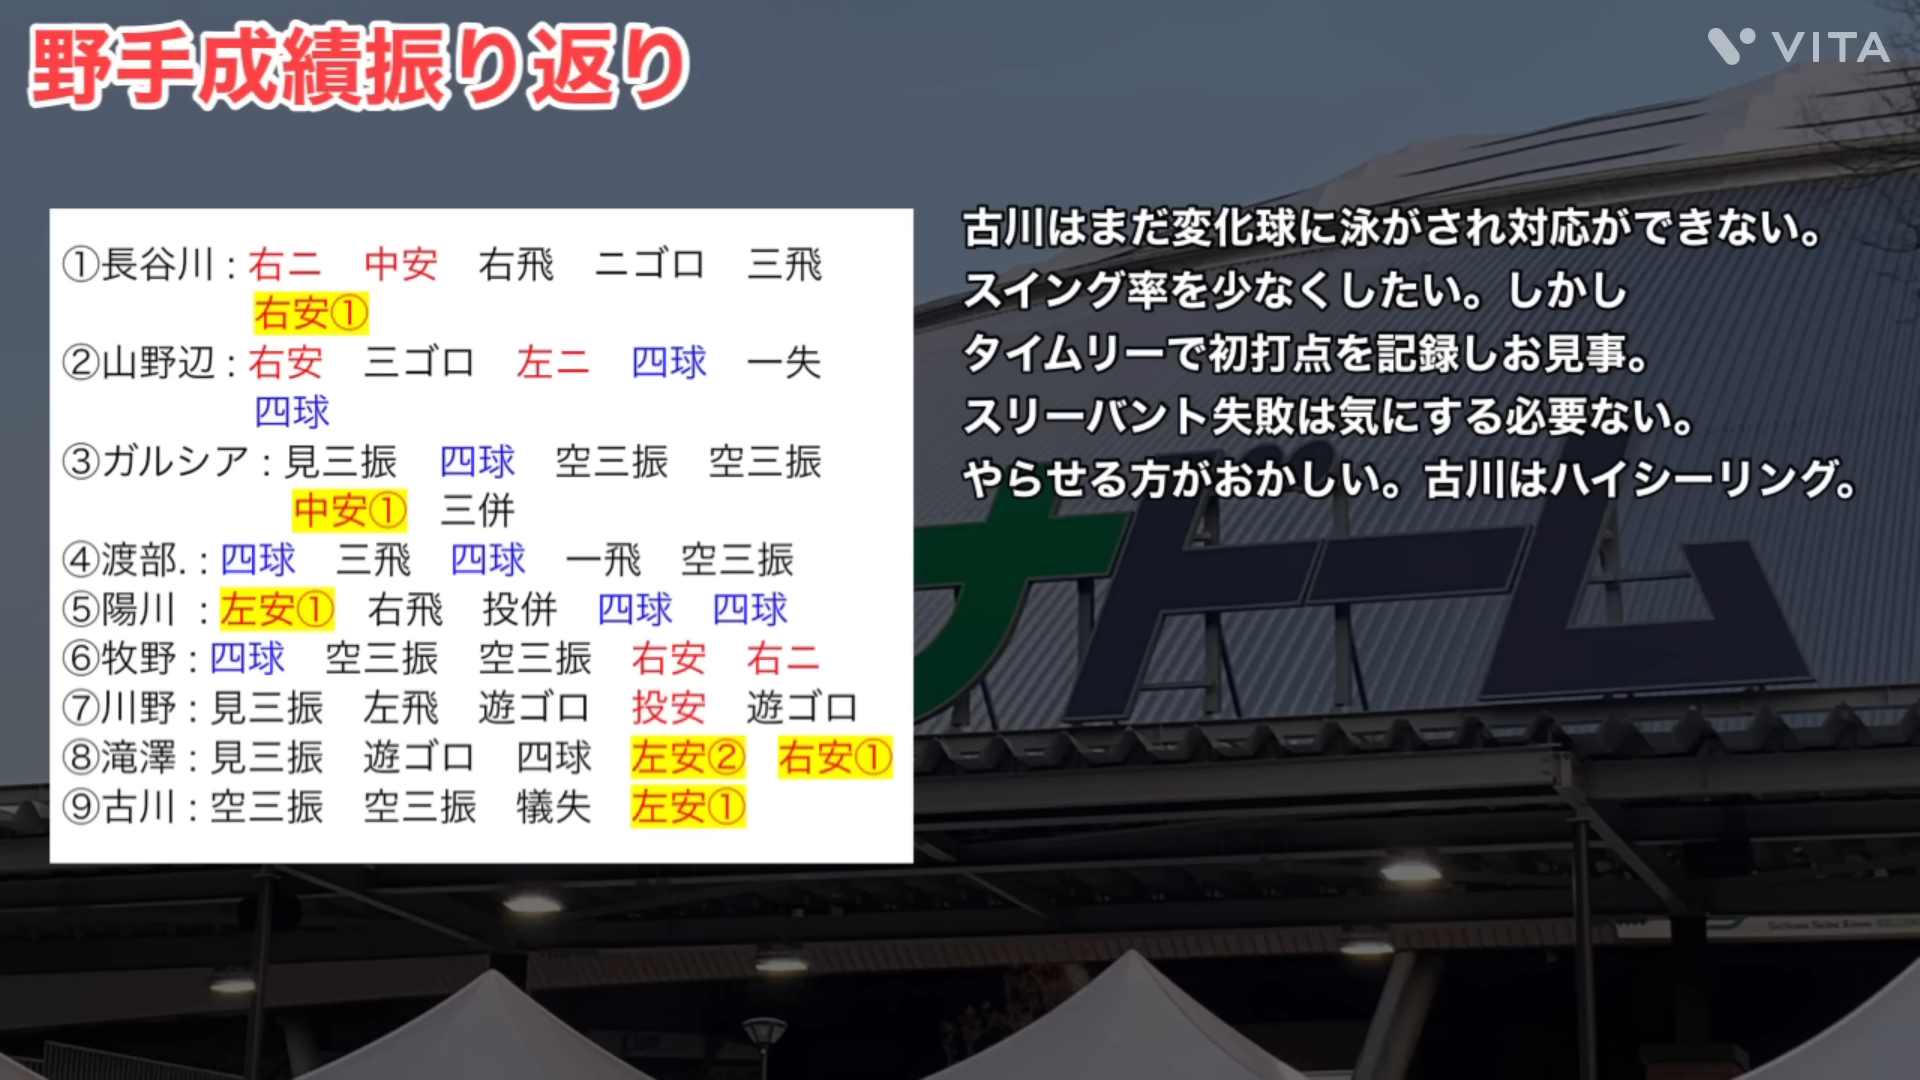 野手成績振り返り
VITA
①長谷川：右ニ 中安 右飛 ニゴロ 三飛
右安①
②山野辺：右安 三ゴロ 左ニ 四球 一失
四球
③ガルシア：見三振 四球 空三振 空三振
中安① 三併
④渡部.：四球 三飛 四球 一飛 空三振
⑤陽川 ：左安① 右飛 投併 四球 四球
⑥牧野：四球 空三振 空三振 右安 右ニ
⑦川野：見三振 左飛 遊ゴロ 投安 遊ゴロ
⑧滝澤：見三振 遊ゴロ 四球 左安② 右安①
⑨古川：空三振 空三振 犠失 左安①
古川はまだ変化球に泳がされ対応ができない。
スイング率を少なくしたい。しかし
タイムリーで初打点を記録しお見事。
スリーバント失敗は気にする必要ない。
やらせる方がおかしい。古川はハイシーリング。
ナドーム